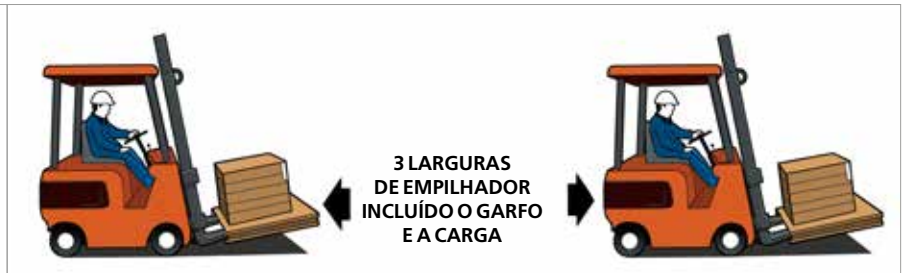 3 LARGURAS
DE EMPILHADOR
INCLUÍDO O GARFO
E A CARGA